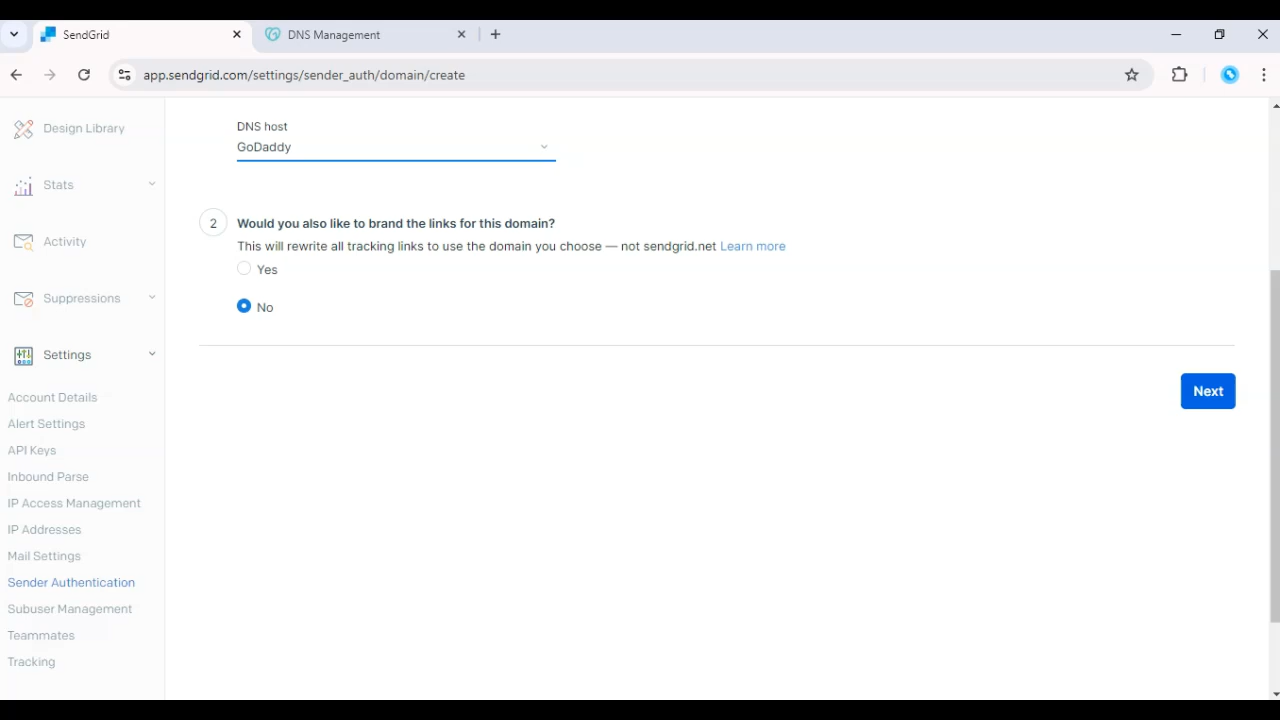 SendGrid
DNS Management
app.sendgrid.com/settings/sender_auth/domain/create
Design Library
Stats
Activity
Suppressions
Settings
Account Details
Alert Settings
API Keys
Inbound Parse
IP Access Management
IP Addresses
Mail Settings
Sender Authentication
Subuser Management
Teammates
Tracking
DNS host
GoDaddy
2 Would you also like to brand the links for this domain?
This will rewrite all tracking links to use the domain you choose — not sendgrid.net Learn more
Yes
No
Next